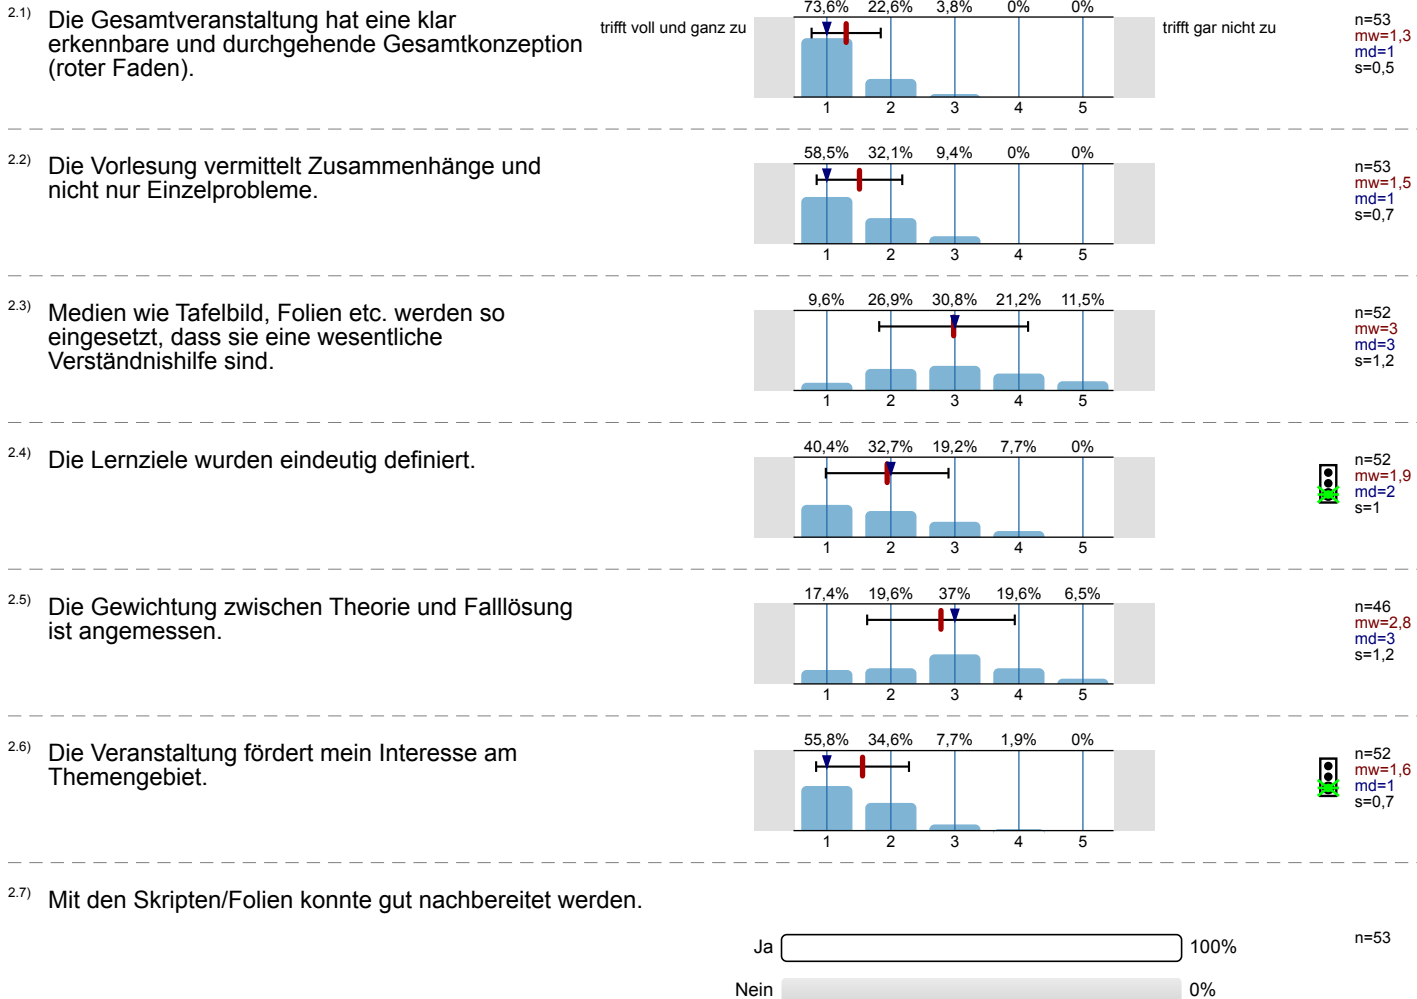 2.1) Die Gesamtveranstaltung hat eine klar
erkennbare und durchgehende Gesamtkonzeption
(roter Faden).
trifft voll und ganz zu
73,6% 22,6% 3,8% 0% 0%
1 2 3 4 5
trifft gar nicht zu
n=53
mw=1,3
md=1
s=0,5
2.2) Die Vorlesung vermittelt Zusammenhänge und
nicht nur Einzelprobleme.
58,5% 32,1% 9,4% 0% 0%
1 2 3 4 5
n=53
mw=1,5
md=1
s=0,7
2.3) Medien wie Tafelbild, Folien etc. werden so
eingesetzt, dass sie eine wesentliche
Verständnishilfe sind.
9,6% 26,9% 30,8% 21,2% 11,5%
1 2 3 4 5
n=52
mw=3
md=3
s=1,2
2.4) Die Lernziele wurden eindeutig definiert.
40,4% 32,7% 19,2% 7,7% 0%
1 2 3 4 5
n=52
mw=1,9
md=2
s=1
2.5) Die Gewichtung zwischen Theorie und Falllösung
ist angemessen.
17,4% 19,6% 37% 19,6% 6,5%
1 2 3 4 5
n=46
mw=2,8
md=3
s=1,2
2.6) Die Veranstaltung fördert mein Interesse am
Themengebiet.
55,8% 34,6% 7,7% 1,9% 0%
1 2 3 4 5
n=52
mw=1,6
md=1
s=0,7
2.7) Mit den Skripten/Folien konnte gut nachbereitet werden.
Ja 100%
n=53
Nein 0%